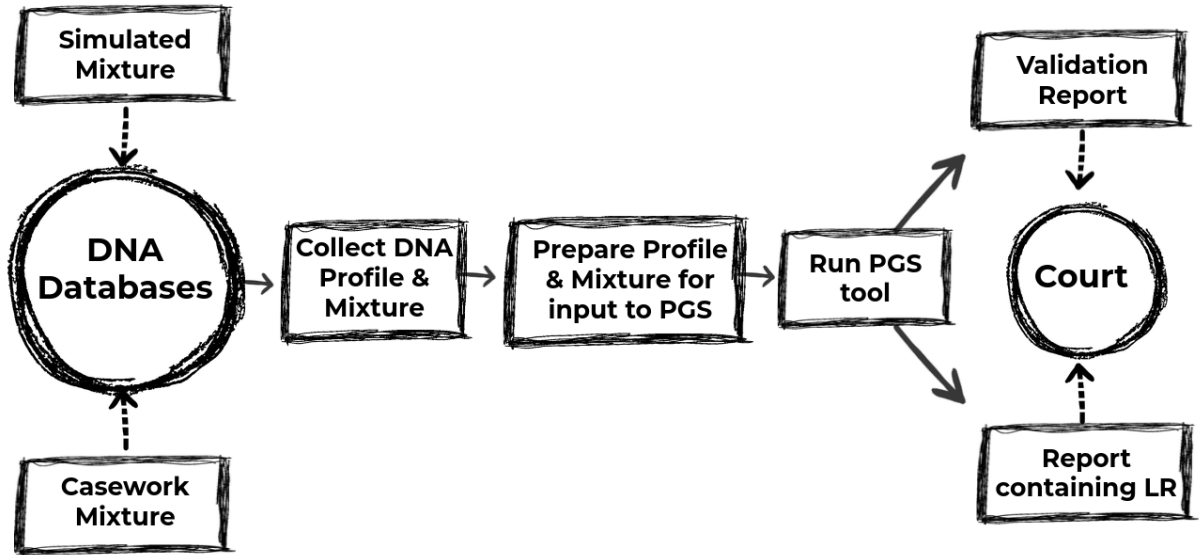 Simulated
Mixture
DNA
Databases
Casework
Mixture
Collect DNA
Profile &
Mixture
Prepare Profile
& Mixture for
input to PGS
Run PGS
tool
Validation
Report
Court
Report
containing LR